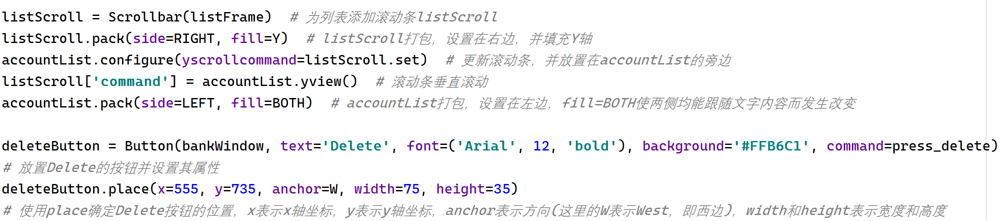 listScroll = Scrollbar(listFrame)  # 为列表添加滚动条listScroll
listScroll.pack(side=RIGHT, fill=Y)  # listScroll打包，设置在右边，并填充Y轴
accountList.configure(yscrollcommand=listScroll.set)  # 更新滚动条，并放置在accountList的旁边
listScroll['command'] = accountList.yview()  # 滚动条垂直滚动
accountList.pack(side=LEFT, fill=BOTH)  # accountList打包，设置在左边，fill=BOTH使两侧均能跟随文字内容而发生改变
deleteButton = Button(bankWindow, text='Delete', font=('Arial', 12, 'bold'), background='#FFB6C1', command=press_delete)
# 放置Delete的按钮并设置其属性
deleteButton.place(x=555, y=735, anchor=W, width=75, height=35)
# 使用place确定Delete按钮的位置，x表示x轴坐标，y表示y轴坐标，anchor表示方向(这里的W表示West，即西边)，width和height表示宽度和高度